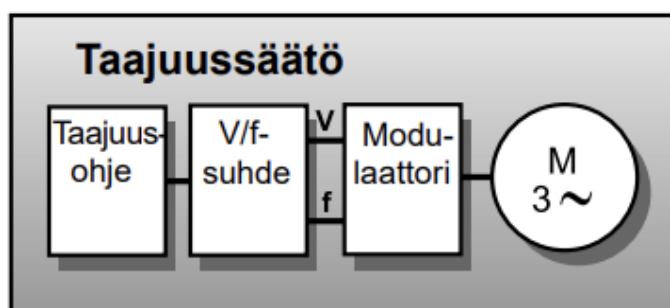 Taajuussäätö
Taajuus-
ohje
V/f-
suhde
V
f
Modu-
laattori
M
3 ~